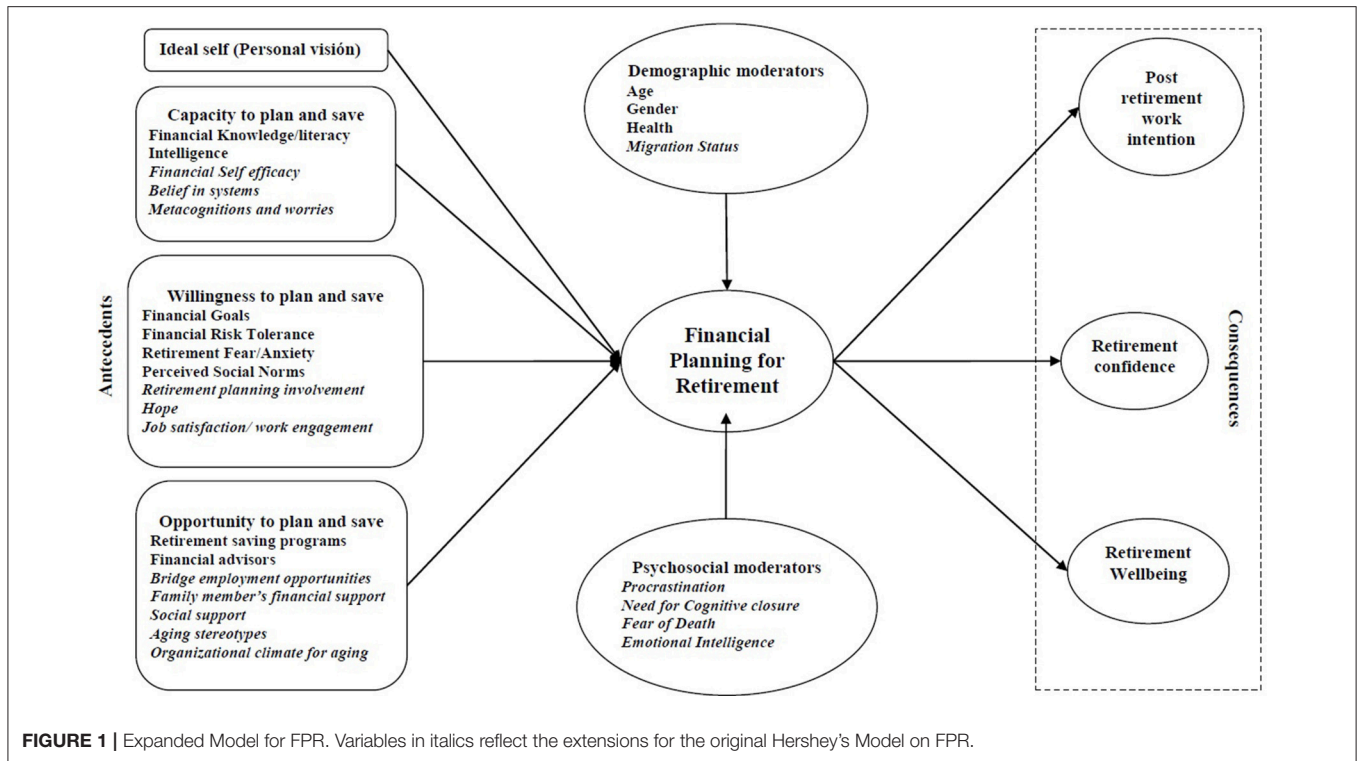 Ideal self (Personal visión)
Capacity to plan and save
Financial Knowledge/literacy
Intelligence
Financial Self efficacy
Belief in systems
Metacognitions and worries
Antecedents
Willingness to plan and save
Financial Goals
Financial Risk Tolerance
Retirement Fear/Anxiety
Perceived Social Norms
Retirement planning involvement
Hope
Job satisfaction/ work engagement
Opportunity to plan and save
Retirement saving programs
Financial advisors
Bridge employment opportunities
Family member's financial support
Social support
Aging stereotypes
Organizational climate for aging
Demographic moderators
Age
Gender
Health
Migration Status
Financial
Planning for
Retirement
Psychosocial moderators
Procrastination
Need for Cognitive closure
Fear of Death
Emotional Intelligence
Post
retirement
work
intention
Retirement
confidence
Retirement
Wellbeing
Consequences
FIGURE 1 | Expanded Model for FPR. Variables in italics reflect the extensions for the original Hershey's Model on FPR.